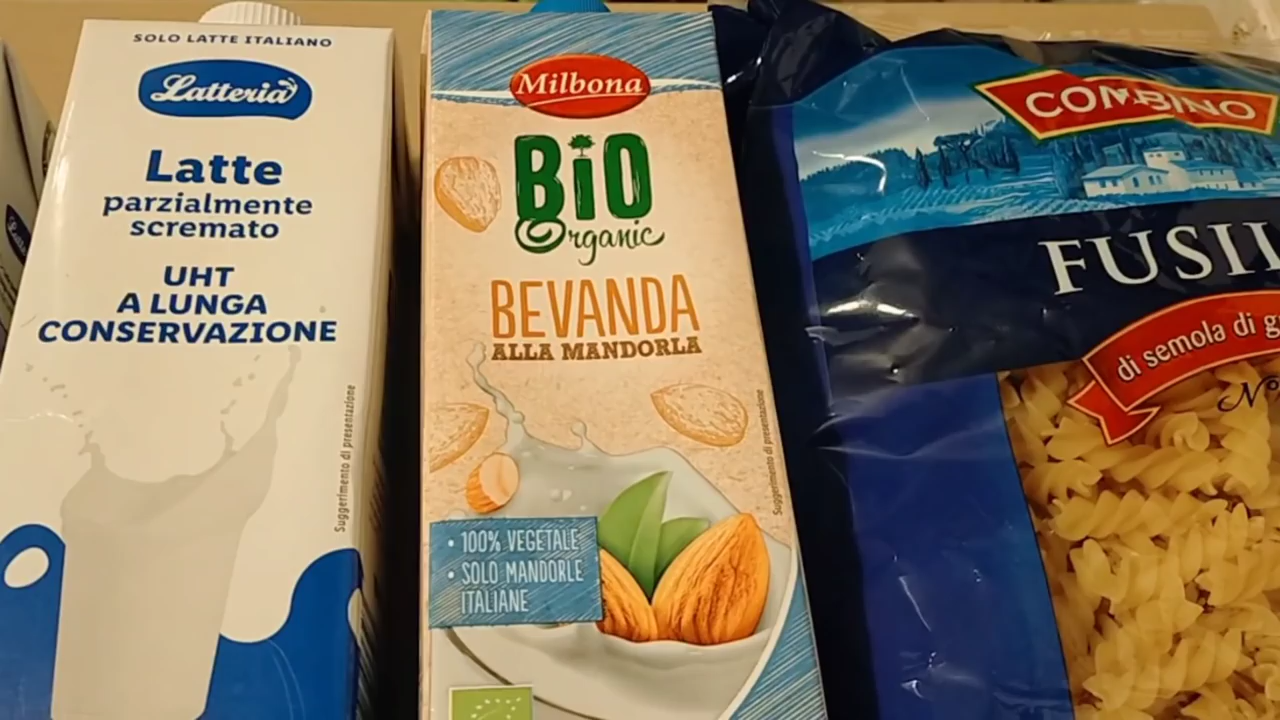 SOLO LATTE ITALIANO
Latteria
Latte
parzialmente
scremato
UHT
A LUNGA
CONSERVAZIONE
Suggerimento di presentazione
Milbona
BiO
Organic
BEVANDA
ALLA MANDORLA
Suggerimento di presentazione
• 100% VEGETALE
• SOLO MANDORLE
ITALIANE
COMBINO
FUSIL
di semola di g
N°